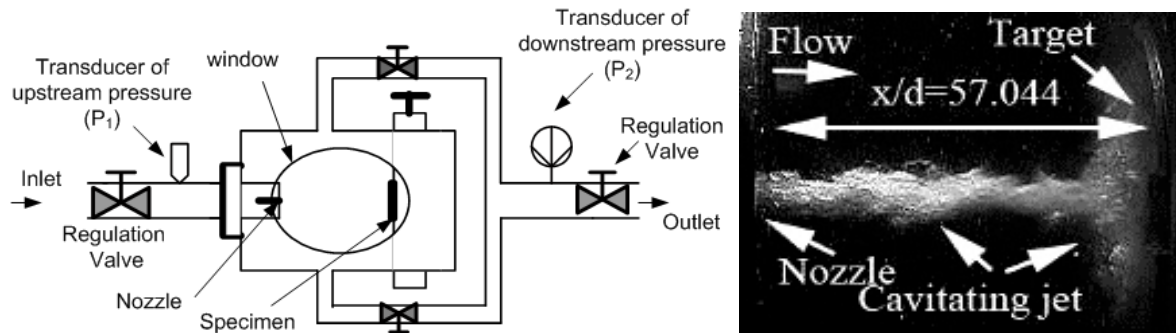 Transducer of
upstream pressure
(P₁)
window
Transducer of
downstream pressure
(P₂)
Regulation
Valve
Inlet
Outlet
Regulation
Valve
Nozzle
Specimen
Flow
Target
x/d=57.044
Nozzle
Cavitating jet